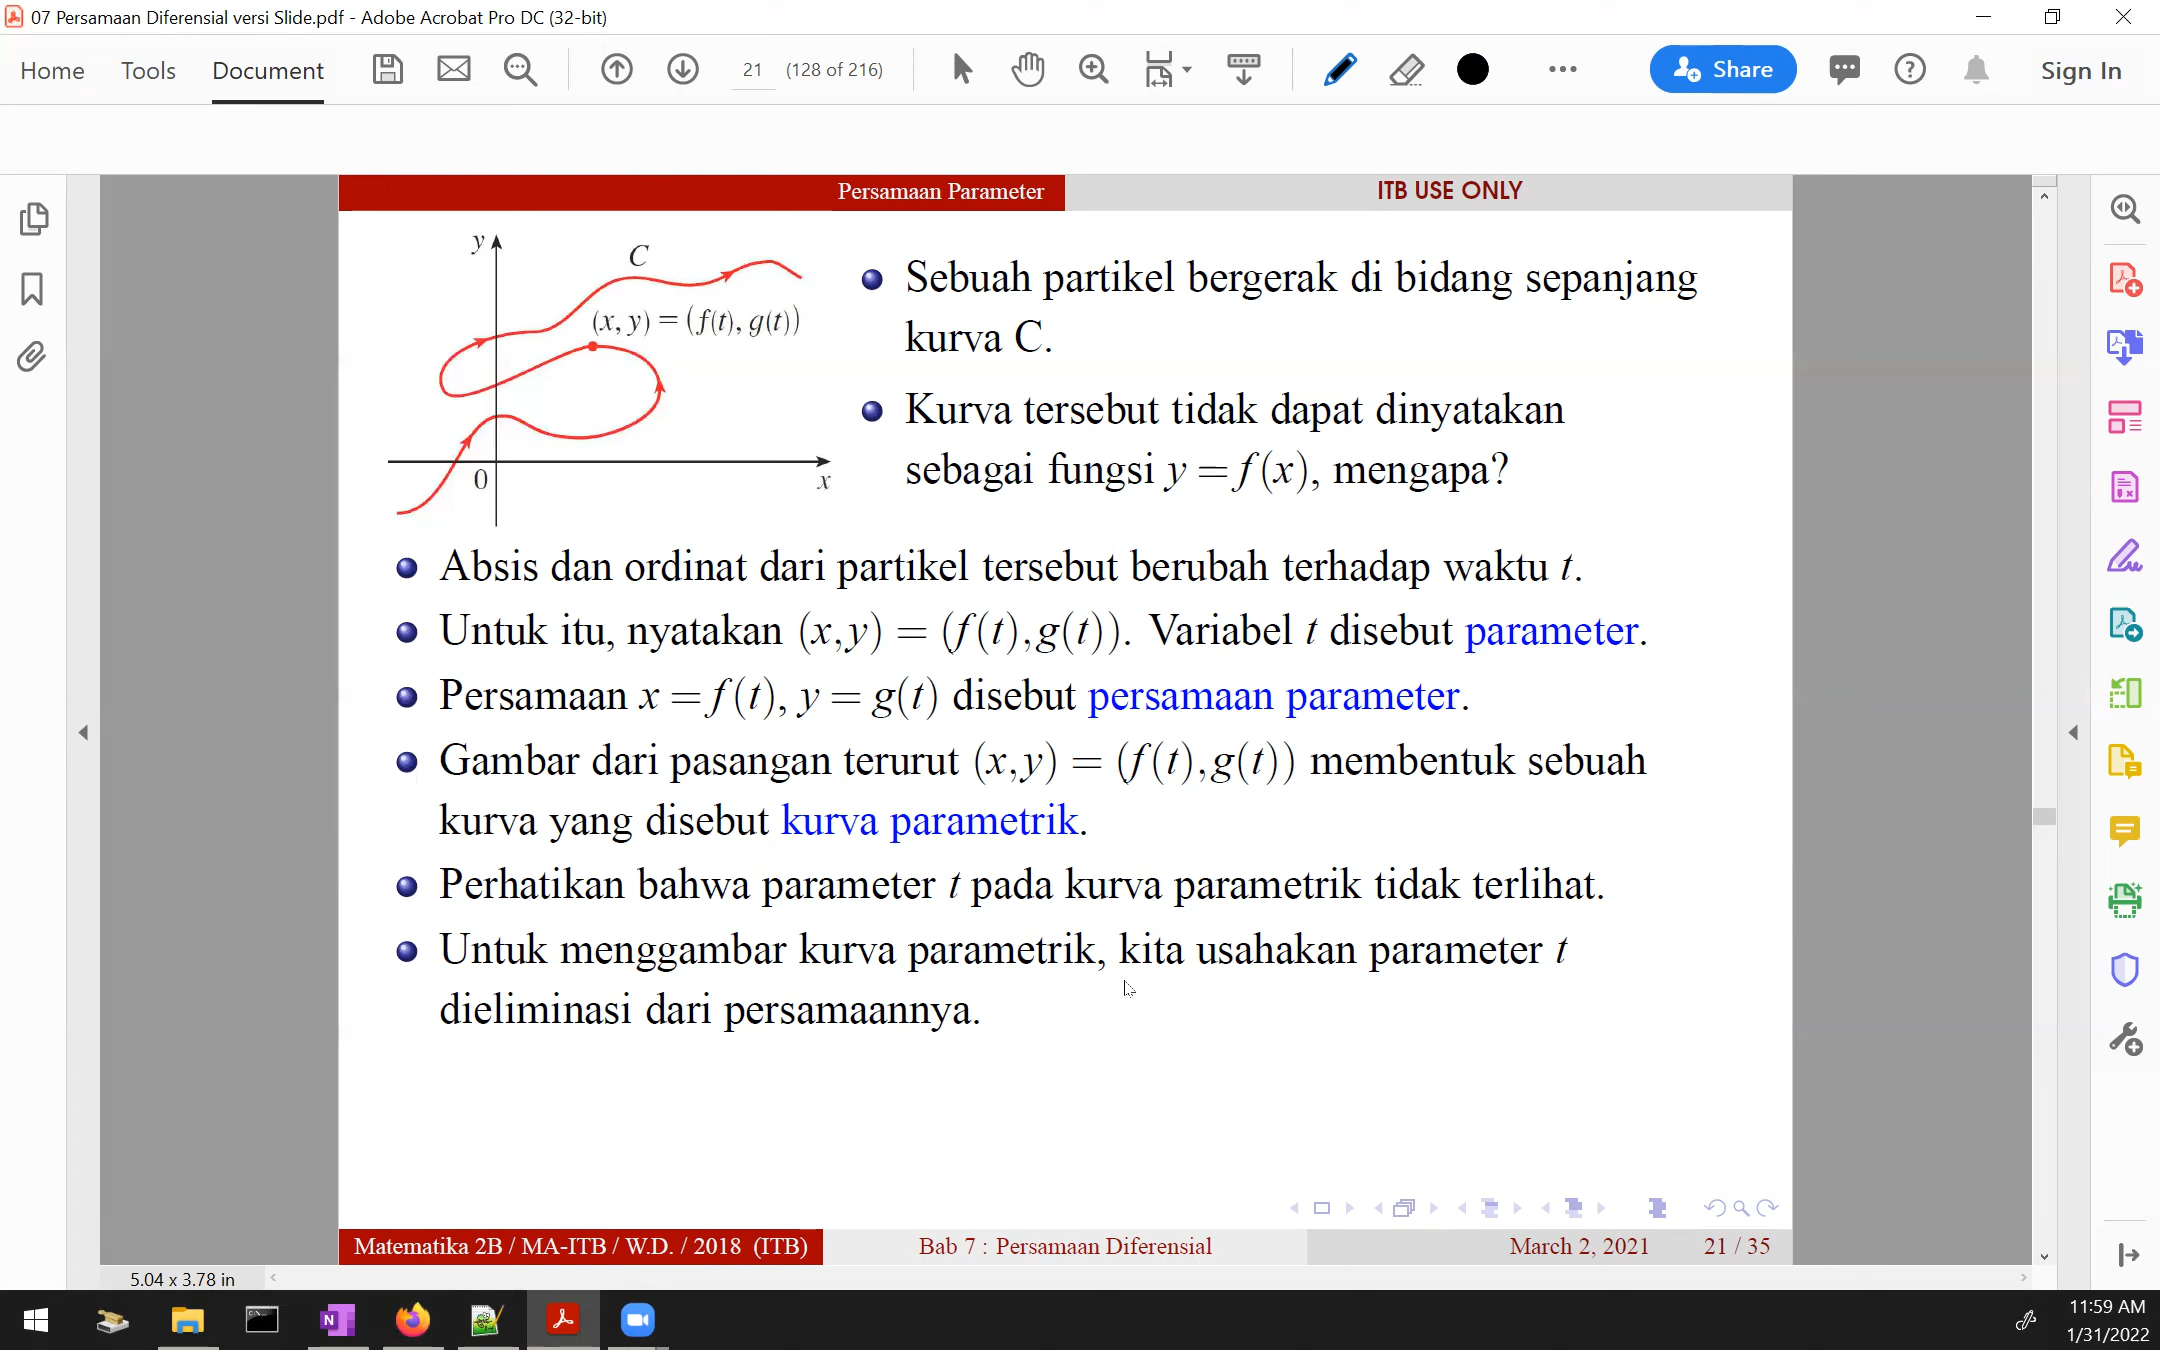 07 Persamaan Diferensial versi Slide.pdf - Adobe Acrobat Pro DC (32-bit)
Home Tools Document 21 (128 of 216) Share Sign In
Persamaan Parameter ITB USE ONLY
y
C
(x, y) = (f(t), g(t))
0
x
Sebuah partikel bergerak di bidang sepanjang
kurva C.
Kurva tersebut tidak dapat dinyatakan
sebagai fungsi y = f(x), mengapa?
Absis dan ordinat dari partikel tersebut berubah terhadap waktu t.
Untuk itu, nyatakan (x,y) = (f(t),g(t)). Variabel t disebut parameter.
Persamaan x = f(t), y = g(t) disebut persamaan parameter.
Gambar dari pasangan terurut (x,y) = (f(t),g(t)) membentuk sebuah
kurva yang disebut kurva parametrik.
Perhatikan bahwa parameter t pada kurva parametrik tidak terlihat.
Untuk menggambar kurva parametrik, kita usahakan parameter t
dieliminasi dari persamaannya.
Matematika 2B / MA-ITB / W.D. / 2018 (ITB) Bab 7 : Persamaan Diferensial March 2, 2021 21 / 35
5.04 x 3.78 in
11:59 AM
1/31/2022